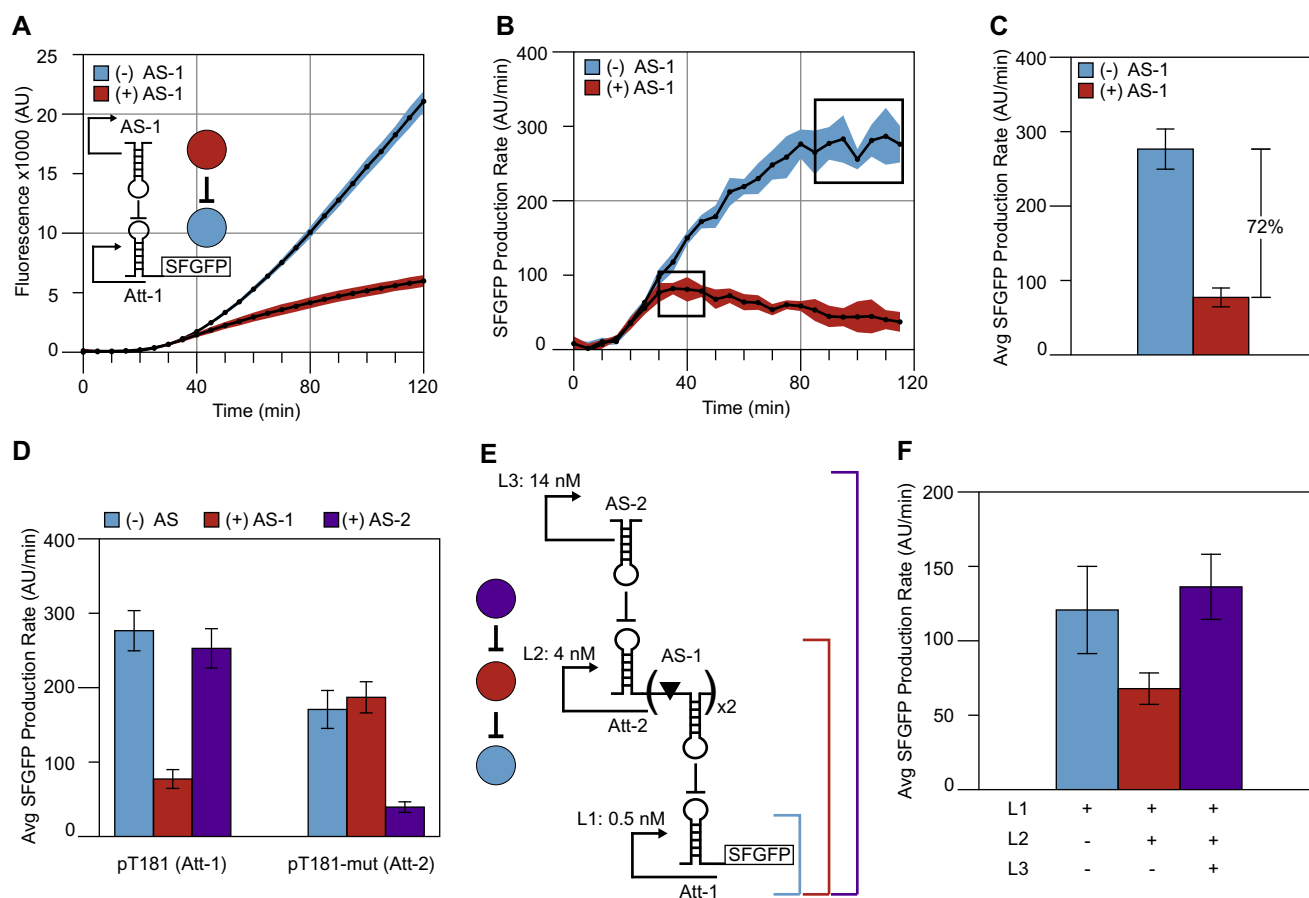 A
Fluorescence x1000 (AU)
25
20
15
10
5
0
(-) AS-1
(+) AS-1
AS-1
Att-1
SFGFP
0
40
80
120
Time (min)
B
SFGFP Production Rate (AU/min)
400
300
200
100
0
(-) AS-1
(+) AS-1
0
40
80
120
Time (min)
C
Avg SFGFP Production Rate (AU/min)
400
300
200
100
0
(-) AS-1
(+) AS-1
72%
D
(-) AS
(+) AS-1
(+) AS-2
Avg SFGFP Production Rate (AU/min)
400
300
200
100
0
pT181 (Att-1)
pT181-mut (Att-2)
E
L3: 14 nM
AS-2
L2: 4 nM
AS-1
( )x2
Att-2
L1: 0.5 nM
SFGFP
Att-1
F
Avg SFGFP Production Rate (AU/min)
200
150
100
50
0
L1 + + +
L2 - + +
L3 - - +